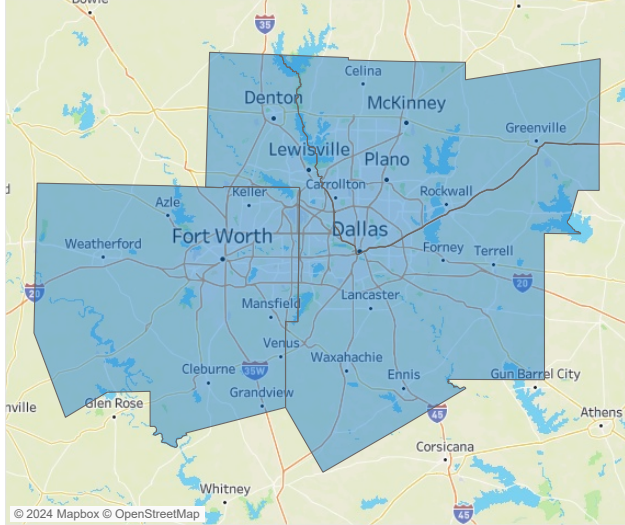 Bowie
35
Celina
Denton
McKinney
Greenville
Lewisville
Plano
Carrollton
Keller
Rockwall
Azle
Dallas
Fort Worth
Weatherford
Forney
Terrell
20
20
Lancaster
Mansfield
Venus
Waxahachie
Cleburne
35W
Ennis
Gun Barrel City
Grandview
Glen Rose
nville
45
Athens
Corsicana
Whitney
45
© 2024 Mapbox © OpenStreetMap